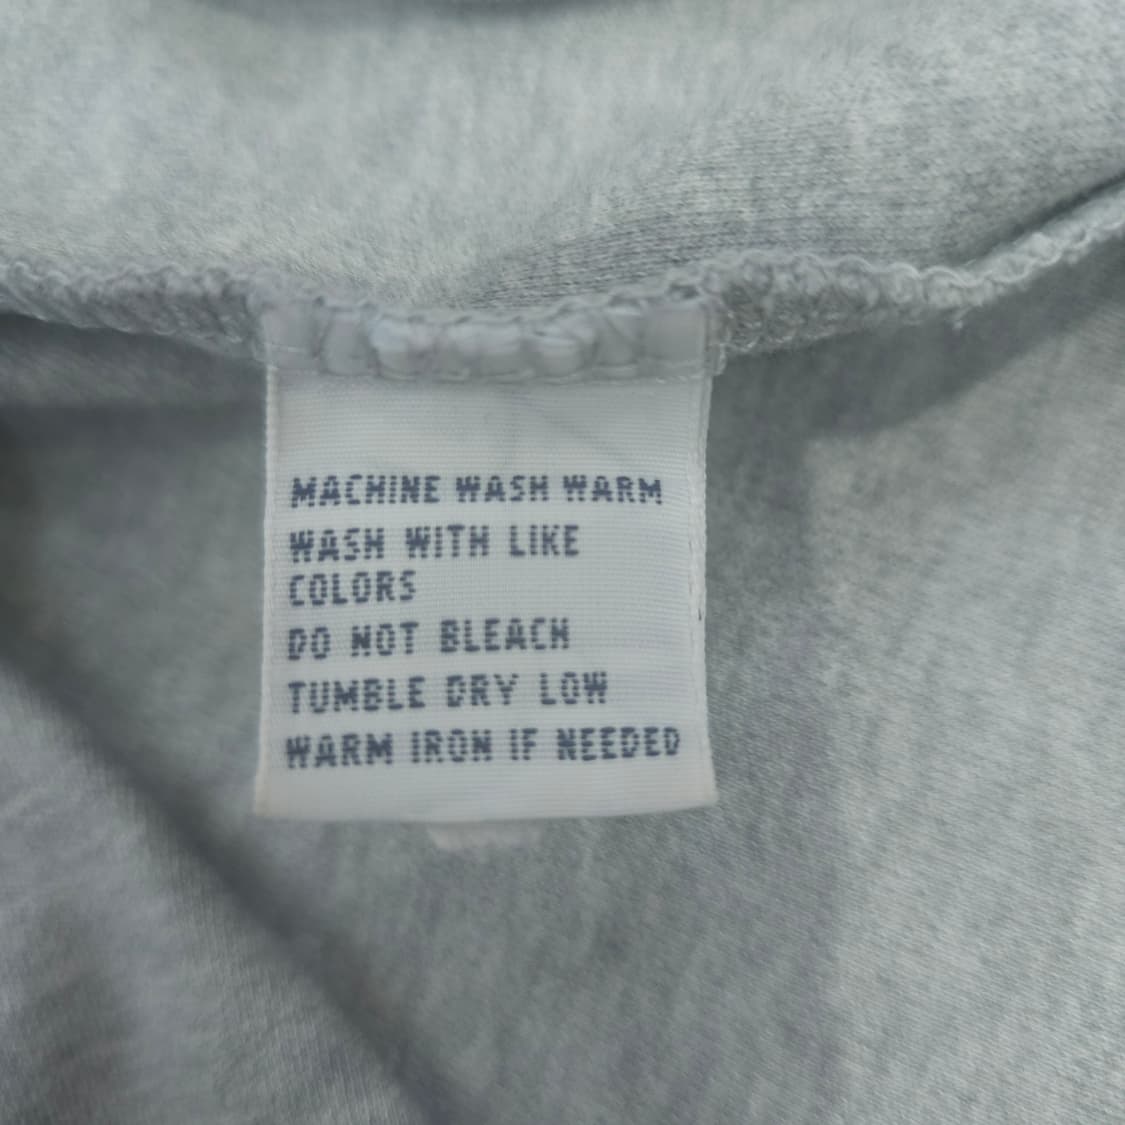 MACHINE WASH WARM
WASH WITH LIKE
COLORS
DO NOT BLEACH
TUMBLE DRY LOW
WARM IRON IF NEEDED